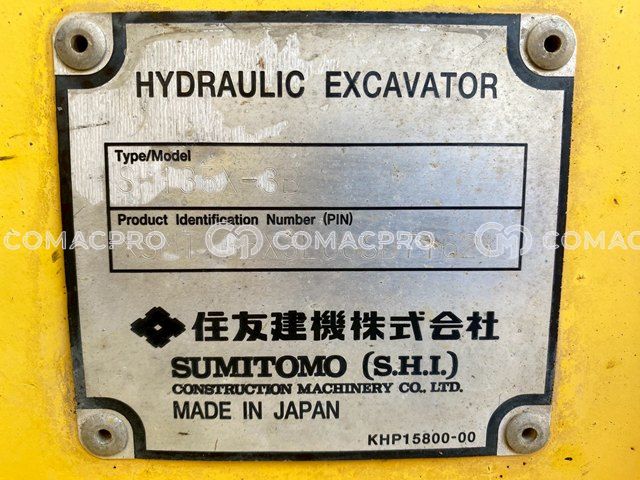 HYDRAULIC EXCAVATOR
Type/Model
Product Identification Number (PIN)
COMACPRO COMACPRO COMACPRO
住友建機株式会社
SUMITOMO (S.H.I.)
CONSTRUCTION MACHINERY CO., LTD.
MADE IN JAPAN
KHP15800-00